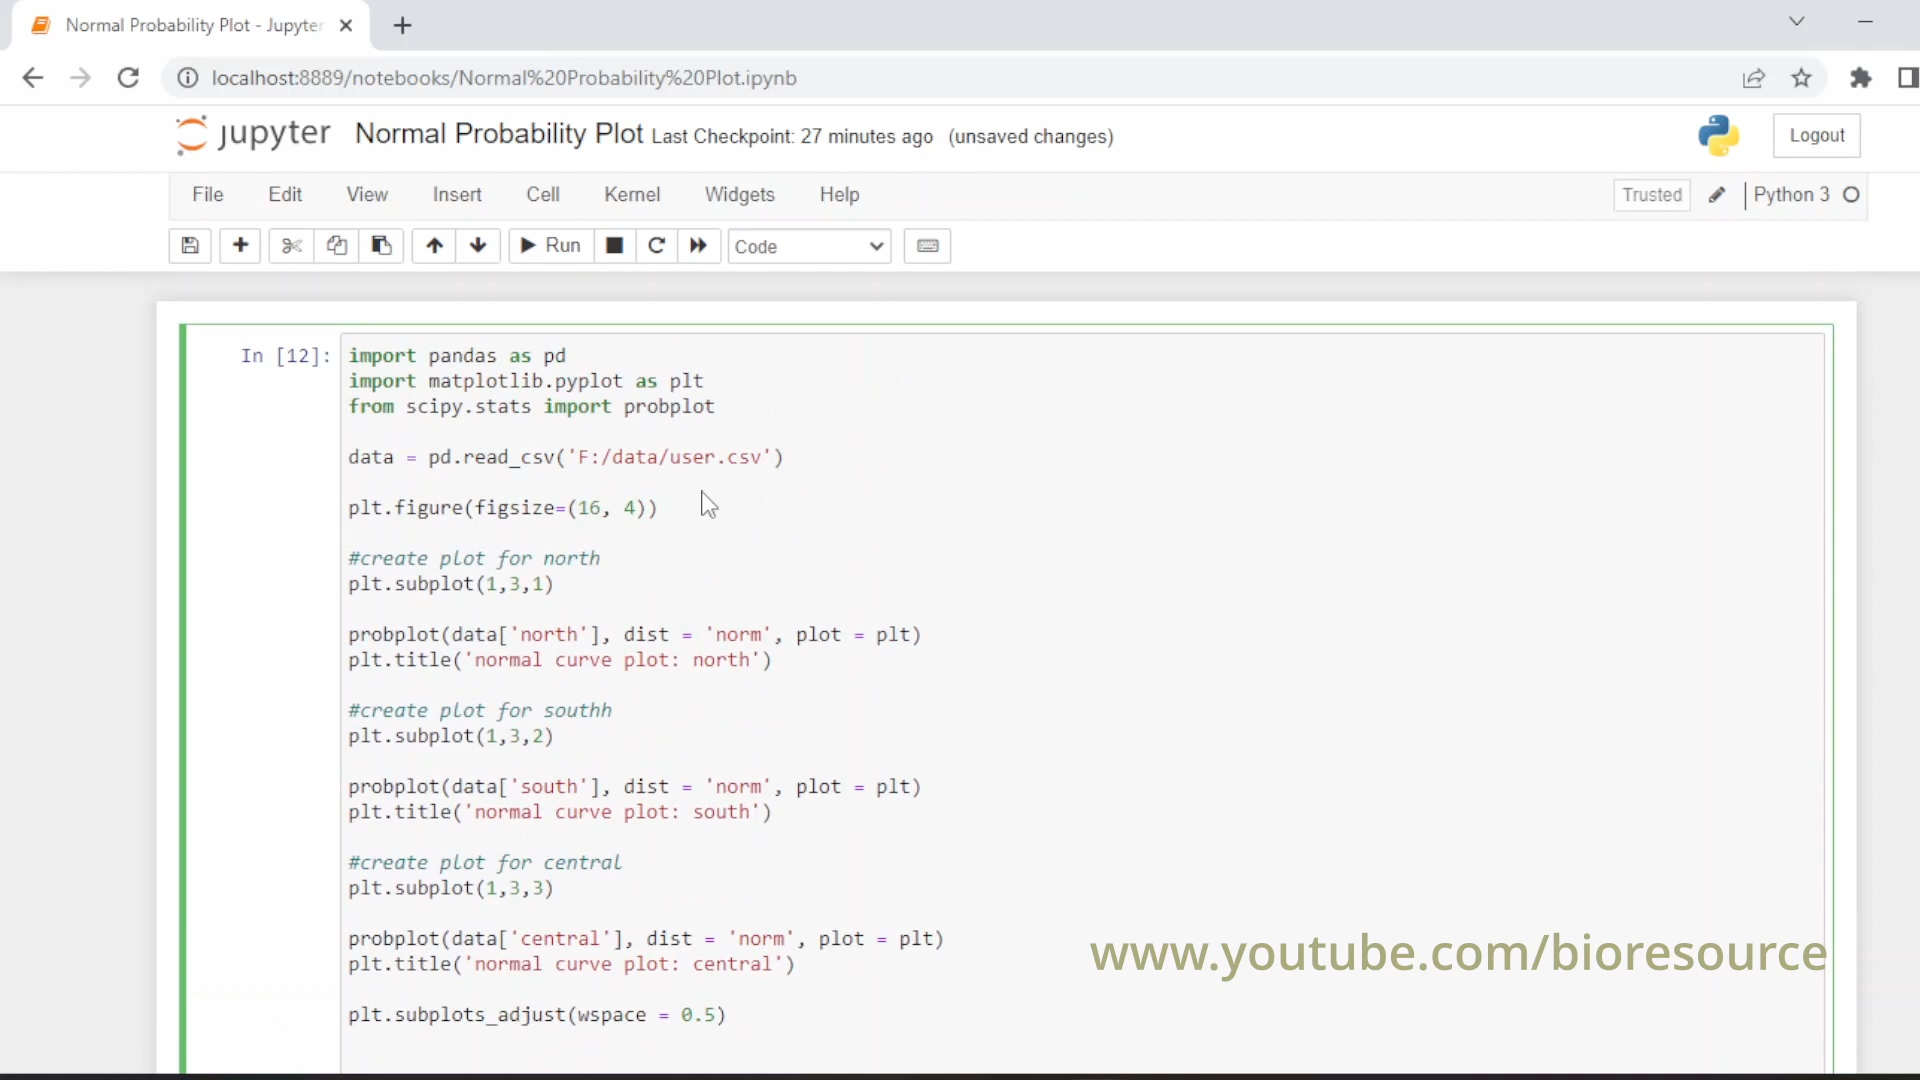 Normal Probability Plot - Jupyter
localhost:8889/notebooks/Normal%20Probability%20Plot.ipynb
jupyter Normal Probability Plot Last Checkpoint: 27 minutes ago (unsaved changes)
Logout
File Edit View Insert Cell Kernel Widgets Help
Trusted Python 3
Run Code
In [12]: import pandas as pd
import matplotlib.pyplot as plt
from scipy.stats import probplot
data = pd.read_csv('F:/data/user.csv')
plt.figure(figsize=(16, 4))
#create plot for north
plt.subplot(1,3,1)
probplot(data['north'], dist = 'norm', plot = plt)
plt.title('normal curve plot: north')
#create plot for southh
plt.subplot(1,3,2)
probplot(data['south'], dist = 'norm', plot = plt)
plt.title('normal curve plot: south')
#create plot for central
plt.subplot(1,3,3)
probplot(data['central'], dist = 'norm', plot = plt)
plt.title('normal curve plot: central')
www.youtube.com/bioresource
plt.subplots_adjust(wspace = 0.5)